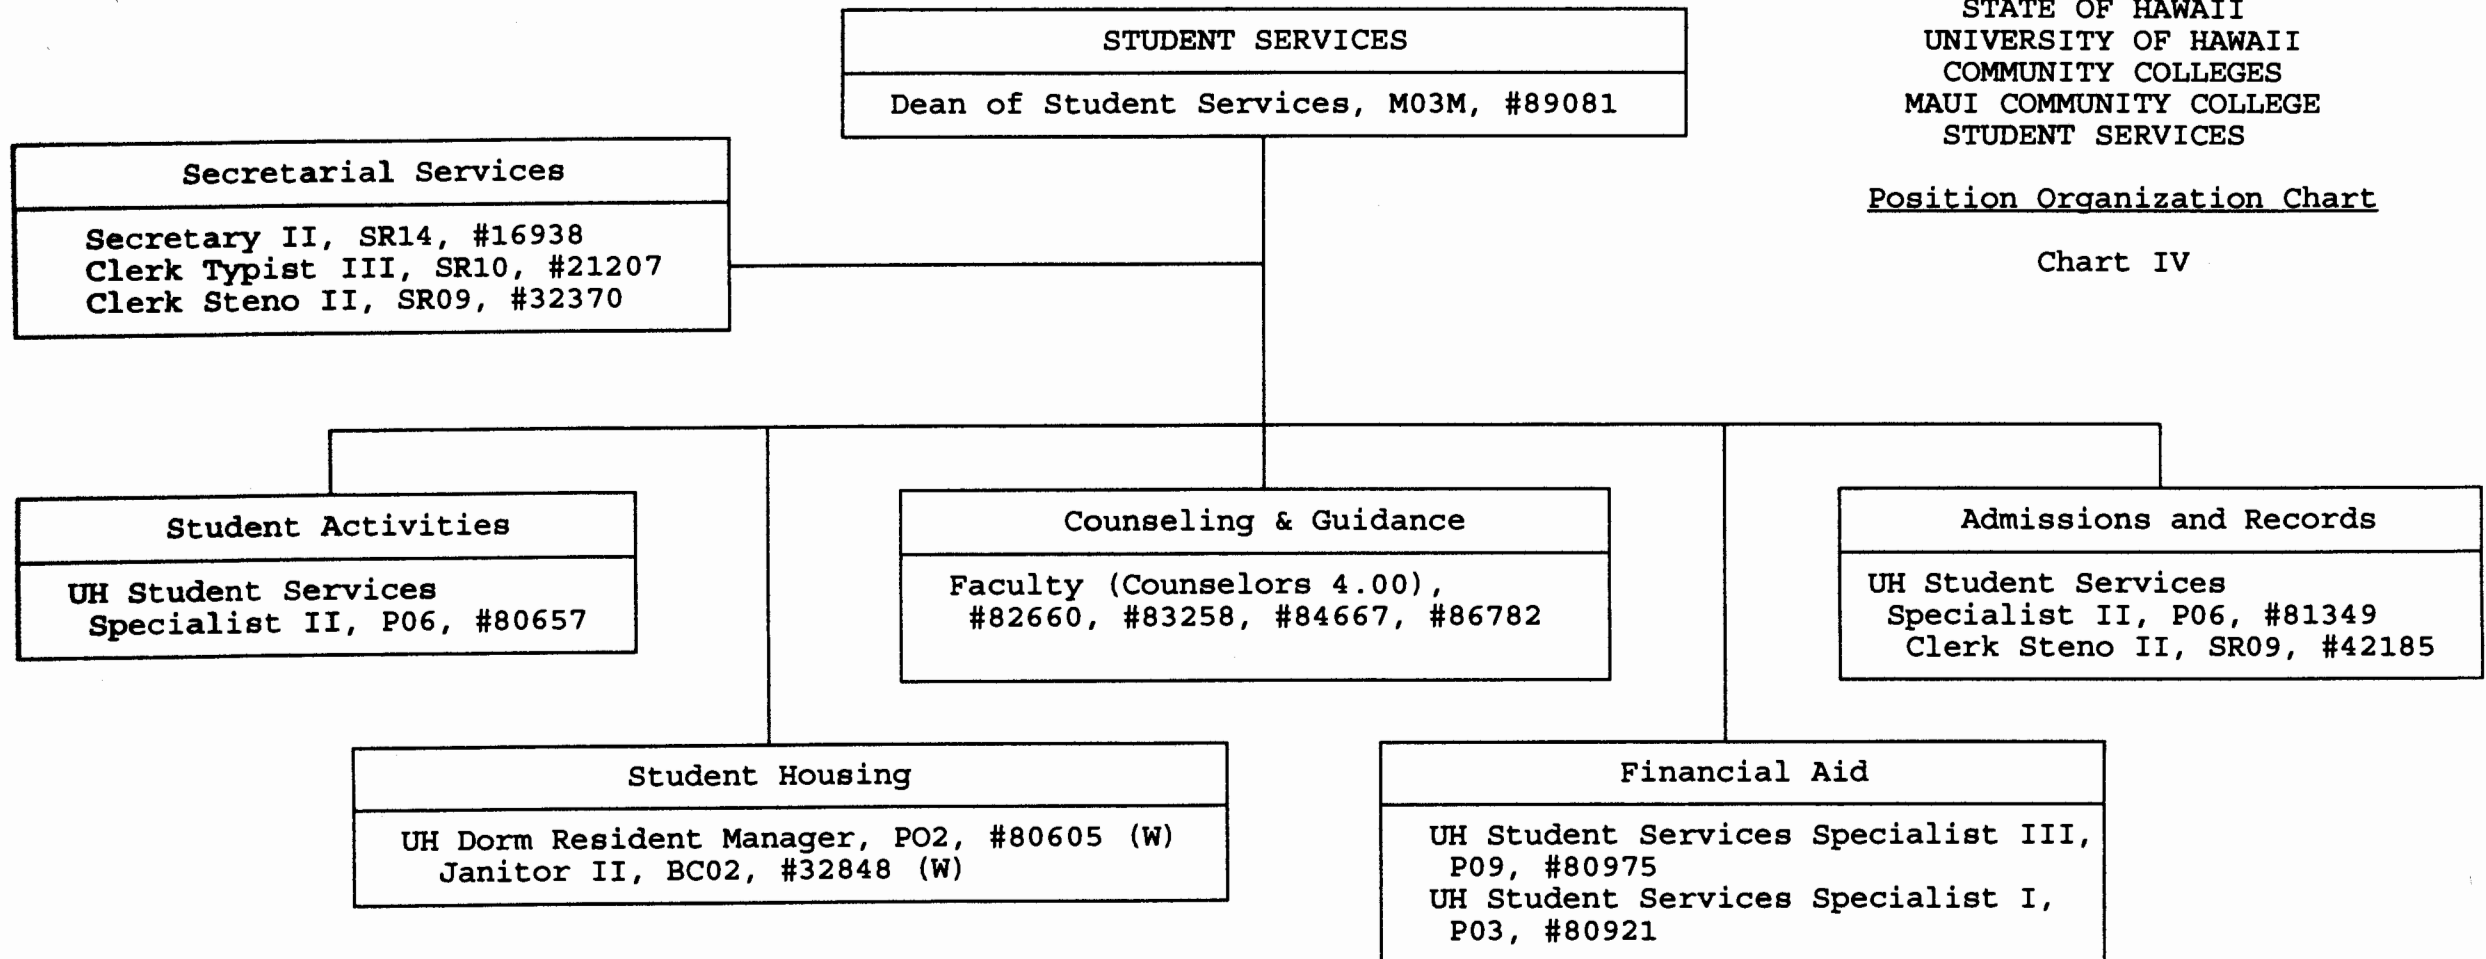 STATE OF HAWAII
UNIVERSITY OF HAWAII
COMMUNITY COLLEGES
MAUI COMMUNITY COLLEGE
STUDENT SERVICES
Position Organization Chart
Chart IV
STUDENT SERVICES
Dean of Student Services, M03M, #89081
Secretarial Services
Secretary II, SR14, #16938
Clerk Typist III, SR10, #21207
Clerk Steno II, SR09, #32370
Student Activities
UH Student Services
Specialist II, P06, #80657
Counseling & Guidance
Faculty (Counselors 4.00),
#82660, #83258, #84667, #86782
Admissions and Records
UH Student Services
Specialist II, P06, #81349
Clerk Steno II, SR09, #42185
Student Housing
UH Dorm Resident Manager, PO2, #80605 (W)
Janitor II, BC02, #32848 (W)
Financial Aid
UH Student Services Specialist III,
P09, #80975
UH Student Services Specialist I,
P03, #80921